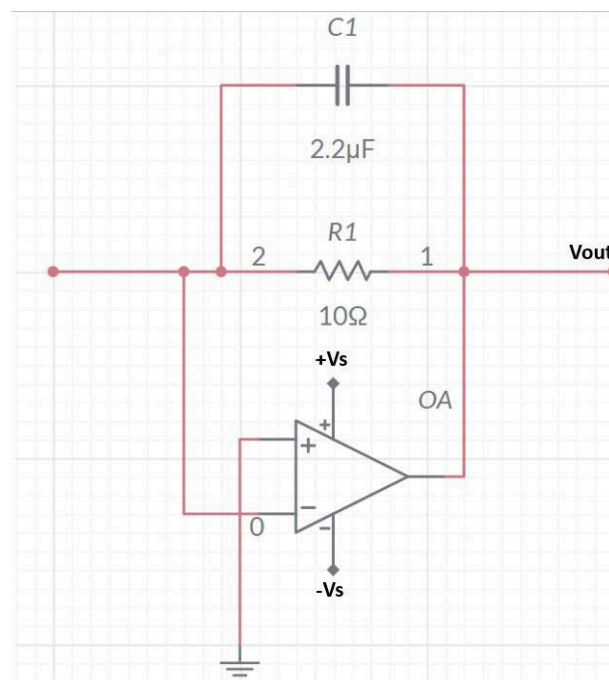 C1
2.2µF
R1
2
1
Vout
10Ω
+Vs
OA
+
+
−
0
−
-Vs